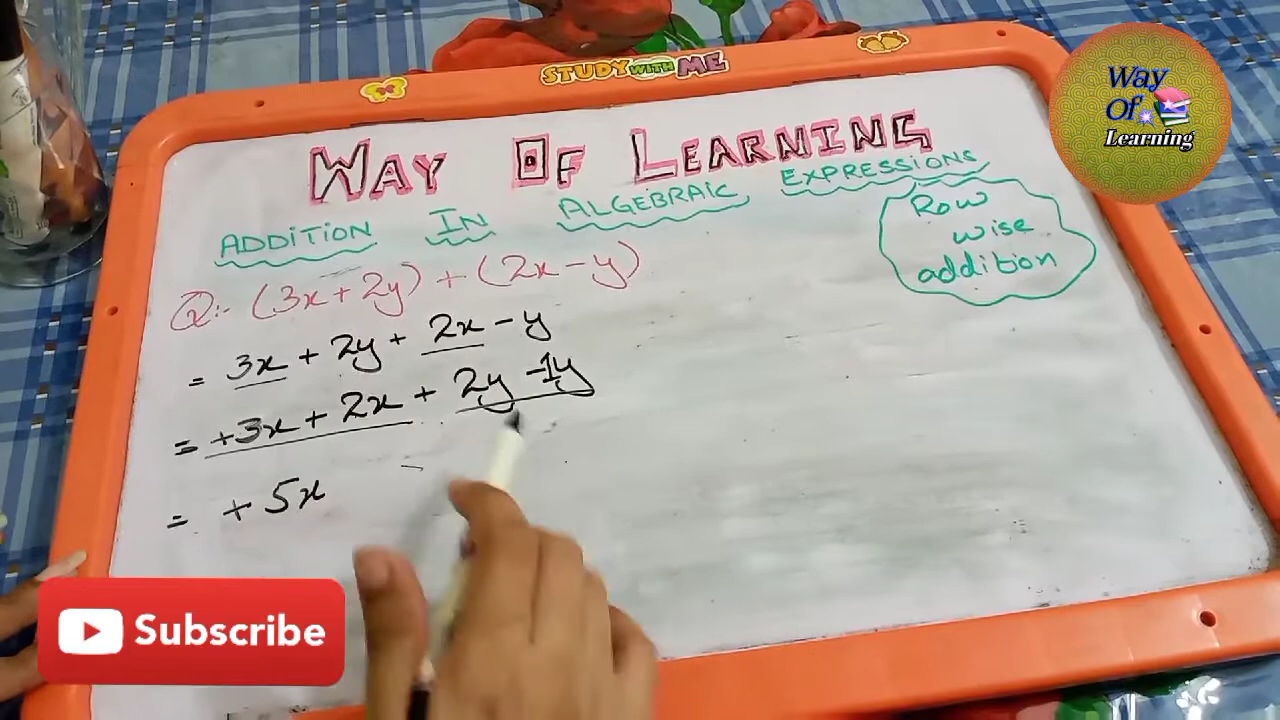 STUDY WITH ME
Way
Of
Learning
WAY OF LEARNING
ADDITION IN ALGEBRAIC EXPRESSIONS
Row
wise
addition
Q:- (3x + 2y) + (2x - y)
= 3x + 2y + 2x - y
= +3x + 2x + 2y - 1y
= + 5x
Subscribe